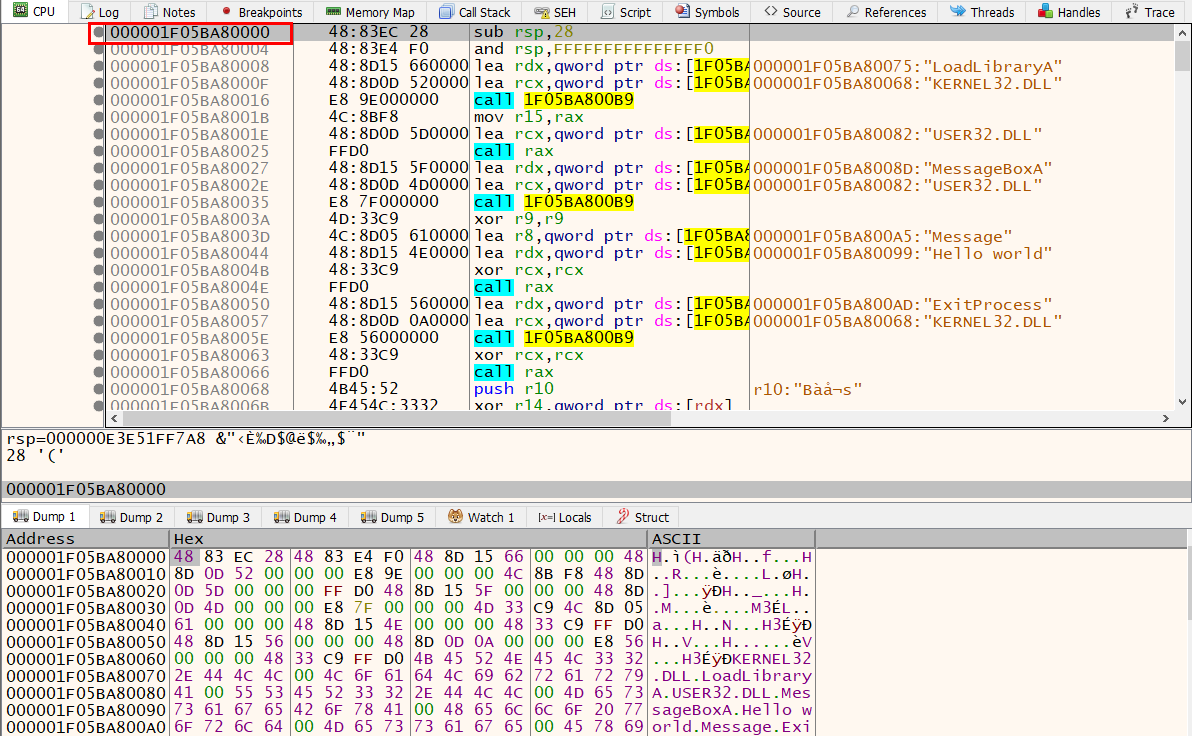 CPU Log Notes Breakpoints Memory Map Call Stack SEH Script Symbols Source References Threads Handles Trace
000001F05BA80000 48:83EC 28 sub rsp,28
000001F05BA80004 48:83E4 F0 and rsp,FFFFFFFFFFFFFFF0
000001F05BA80008 48:8D15 660000 lea rdx,qword ptr ds:[1F05BA 000001F05BA80075:"LoadLibraryA"
000001F05BA8000F 48:8D0D 520000 lea rcx,qword ptr ds:[1F05BA 000001F05BA80068:"KERNEL32.DLL"
000001F05BA80016 E8 9E000000 call 1F05BA800B9
000001F05BA8001B 4C:8BF8 mov r15,rax
000001F05BA8001E 48:8D0D 5D0000 lea rcx,qword ptr ds:[1F05BA 000001F05BA80082:"USER32.DLL"
000001F05BA80025 FFD0 call rax
000001F05BA80027 48:8D15 5F0000 lea rdx,qword ptr ds:[1F05BA 000001F05BA8008D:"MessageBoxA"
000001F05BA8002E 48:8D0D 4D0000 lea rcx,qword ptr ds:[1F05BA 000001F05BA80082:"USER32.DLL"
000001F05BA80035 E8 7F000000 call 1F05BA800B9
000001F05BA8003A 4D:33C9 xor r9,r9
000001F05BA8003D 4C:8D05 610000 lea r8,qword ptr ds:[1F05BA8 000001F05BA800A5:"Message"
000001F05BA80044 48:8D15 4E0000 lea rdx,qword ptr ds:[1F05BA 000001F05BA80099:"Hello world"
000001F05BA8004B 48:33C9 xor rcx,rcx
000001F05BA8004E FFD0 call rax
000001F05BA80050 48:8D15 560000 lea rdx,qword ptr ds:[1F05BA 000001F05BA800AD:"ExitProcess"
000001F05BA80057 48:8D0D 0A0000 lea rcx,qword ptr ds:[1F05BA 000001F05BA80068:"KERNEL32.DLL"
000001F05BA8005E E8 56000000 call 1F05BA800B9
000001F05BA80063 48:33C9 xor rcx,rcx
000001F05BA80066 FFD0 call rax
000001F05BA80068 4B45:52 push r10 r10:"Bàå¬s"
000001F05BA8006B 4E454C:3332 xor r14,qword ptr ds:[rdx]
rsp=000000E3E51FF7A8 &"‹È‰D$@ë$‰„$¨"
28 '('
000001F05BA80000
Dump 1 Dump 2 Dump 3 Dump 4 Dump 5 Watch 1 [x=] Locals Struct
Address Hex ASCII
000001F05BA80000 48 83 EC 28 48 83 E4 F0 48 8D 15 66 00 00 00 48 H.ì(H.äðH..f...H
000001F05BA80010 8D 0D 52 00 00 00 E8 9E 00 00 00 4C 8B F8 48 8D ..R...è....L.øH.
000001F05BA80020 0D 5D 00 00 00 FF D0 48 8D 15 5F 00 00 00 48 8D .]...ÿÐH.._...H.
000001F05BA80030 0D 4D 00 00 00 E8 7F 00 00 00 4D 33 C9 4C 8D 05 .M...è....M3ÉL..
000001F05BA80040 61 00 00 00 48 8D 15 4E 00 00 00 48 33 C9 FF D0 a...H..N...H3ÉÿÐ
000001F05BA80050 48 8D 15 56 00 00 00 48 8D 0D 0A 00 00 00 E8 56 H..V...H......èV
000001F05BA80060 00 00 00 48 33 C9 FF D0 4B 45 52 4E 45 4C 33 32 ...H3ÉÿÐKERNEL32
000001F05BA80070 2E 44 4C 4C 00 4C 6F 61 64 4C 69 62 72 61 72 79 .DLL.LoadLibrary
000001F05BA80080 41 00 55 53 45 52 33 32 2E 44 4C 4C 00 4D 65 73 A.USER32.DLL.Mes
000001F05BA80090 73 61 67 65 42 6F 78 41 00 48 65 6C 6C 6F 20 77 sageBoxA.Hello w
000001F05BA800A0 6F 72 6C 64 00 4D 65 73 73 61 67 65 00 45 78 69 orld.Message.Exi